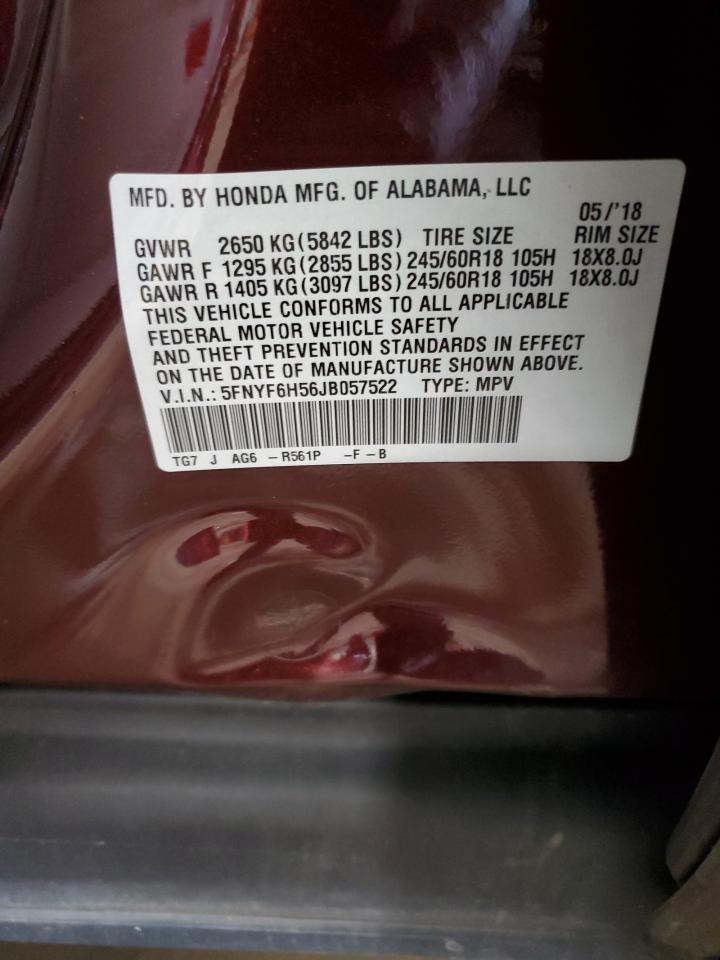 MFD. BY HONDA MFG. OF ALABAMA, LLC
05/'18
GVWR 2650 KG(5842 LBS) TIRE SIZE RIM SIZE
GAWR F 1295 KG(2855 LBS) 245/60R18 105H 18X8.0J
GAWR R 1405 KG(3097 LBS) 245/60R18 105H 18X8.0J
THIS VEHICLE CONFORMS TO ALL APPLICABLE
FEDERAL MOTOR VEHICLE SAFETY
AND THEFT PREVENTION STANDARDS IN EFFECT
ON THE DATE OF MANUFACTURE SHOWN ABOVE.
V.I.N.: 5FNYF6H56JB057522 TYPE: MPV
TG7 J AG6 -R561P -F-B